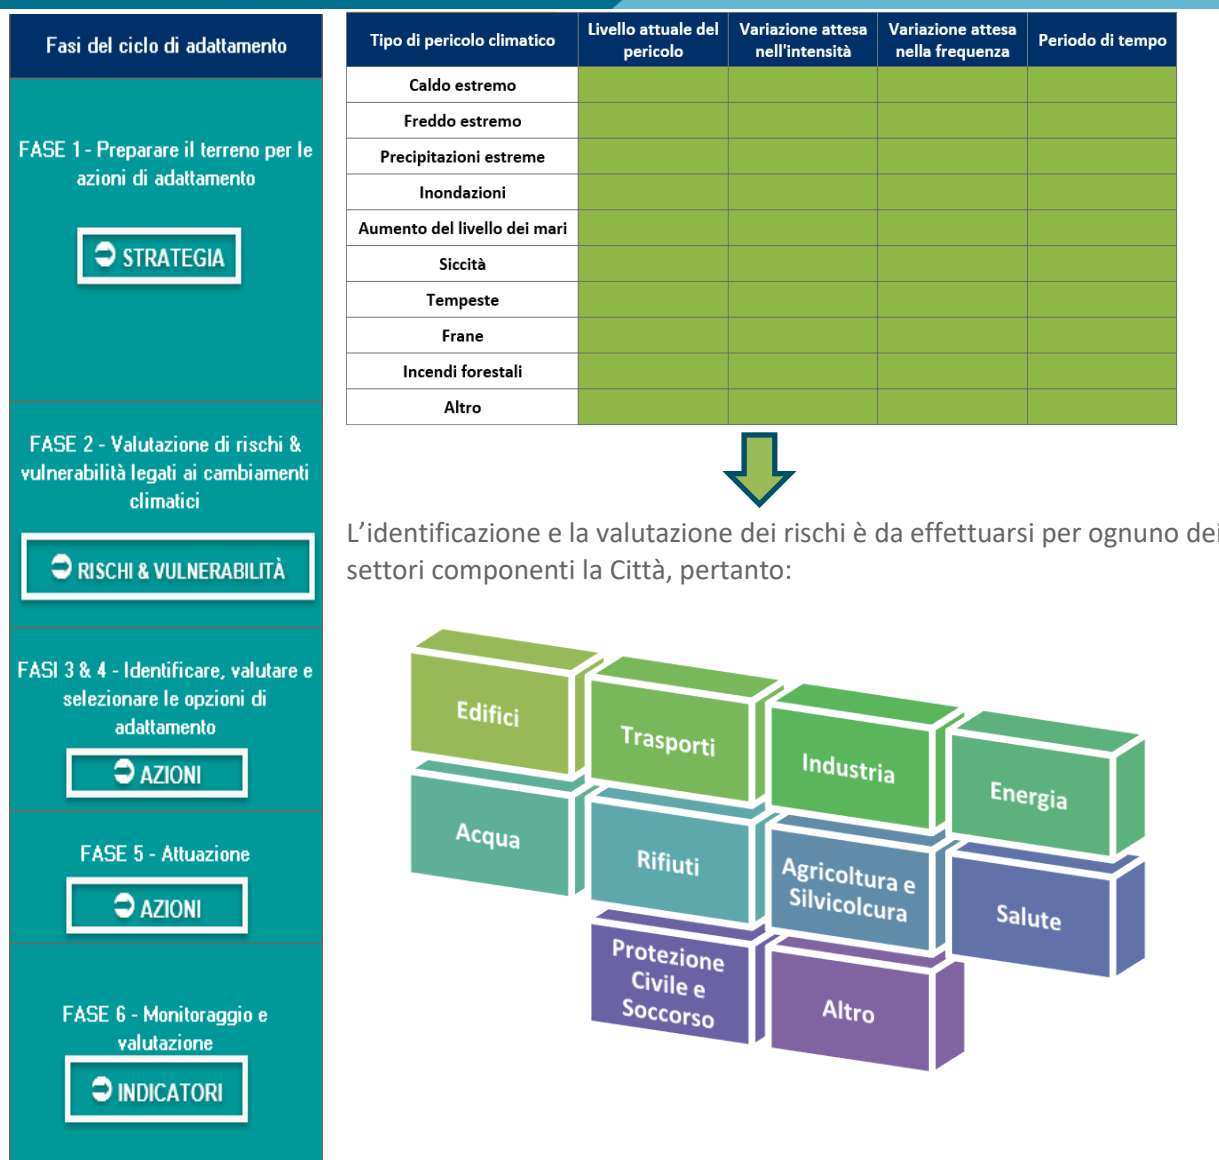 Fasi del ciclo di adattamento
FASE 1 - Preparare il terreno per le
azioni di adattamento
STRATEGIA
FASE 2 - Valutazione di rischi &
vulnerabilità legati ai cambiamenti
climatici
RISCHI & VULNERABILITÀ
FASI 3 & 4 - Identificare, valutare e
selezionare le opzioni di
adattamento
AZIONI
FASE 5 - Attuazione
AZIONI
FASE 6 - Monitoraggio e
valutazione
INDICATORI
Tipo di pericolo climatico
Livello attuale del
pericolo
Variazione attesa
nell'intensità
Variazione attesa
nella frequenza
Periodo di tempo
Caldo estremo
Freddo estremo
Precipitazioni estreme
Inondazioni
Aumento del livello dei mari
Siccità
Tempeste
Frane
Incendi forestali
Altro
L’identificazione e la valutazione dei rischi è da effettuarsi per ognuno dei
settori componenti la Città, pertanto:
Edifici
Trasporti
Industria
Energia
Acqua
Rifiuti
Agricoltura e
Silvicolcura
Salute
Protezione
Civile e
Soccorso
Altro